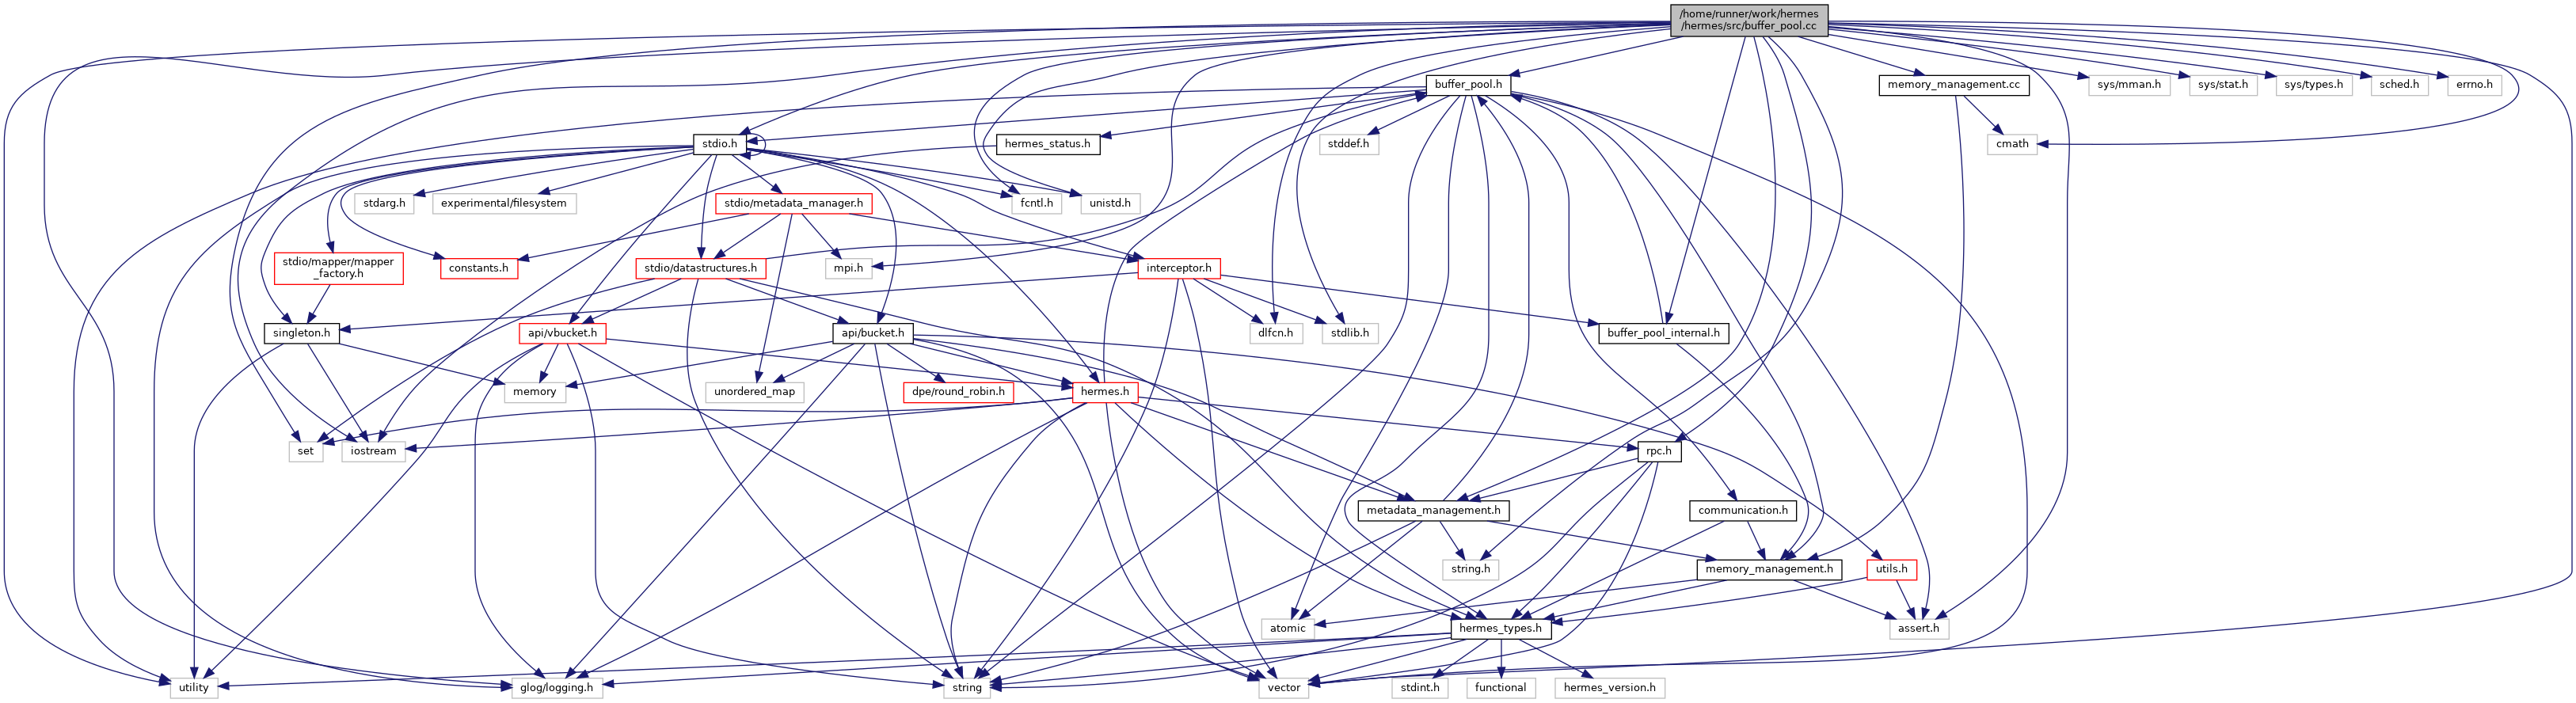 /home/runner/work/hermes
/hermes/src/buffer_pool.cc
buffer_pool.h
memory_management.cc
sys/mman.h
sys/stat.h
sys/types.h
sched.h
errno.h
stdio.h
hermes_status.h
stddef.h
cmath
stdarg.h
experimental/filesystem
stdio/metadata_manager.h
fcntl.h
unistd.h
stdio/mapper/mapper
_factory.h
constants.h
stdio/datastructures.h
mpi.h
interceptor.h
singleton.h
api/vbucket.h
api/bucket.h
dlfcn.h
stdlib.h
buffer_pool_internal.h
memory
unordered_map
dpe/round_robin.h
hermes.h
set
iostream
rpc.h
metadata_management.h
communication.h
string.h
memory_management.h
utils.h
atomic
hermes_types.h
assert.h
utility
glog/logging.h
string
vector
stdint.h
functional
hermes_version.h